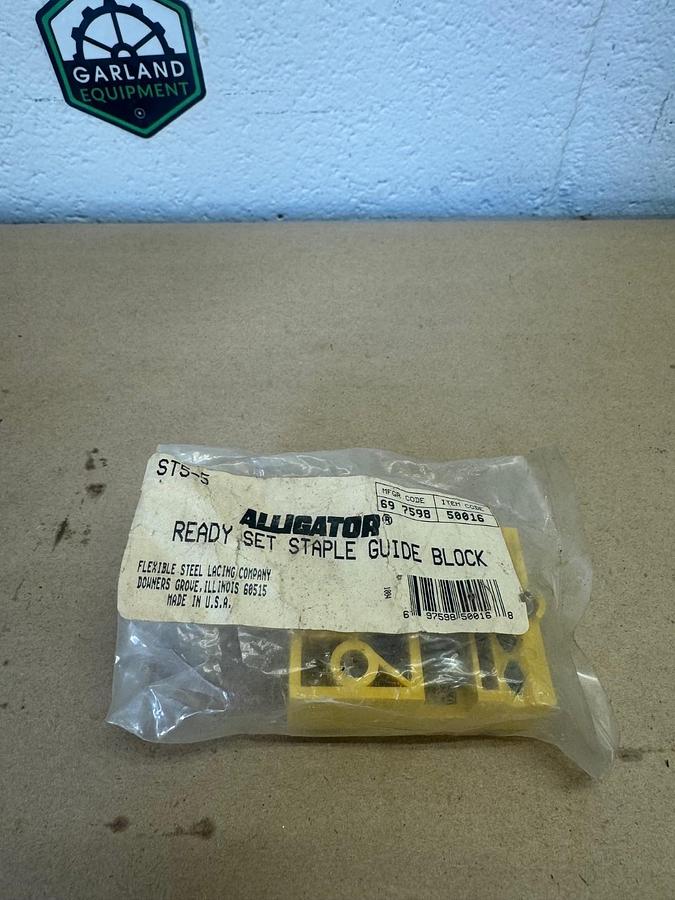 GARLAND
EQUIPMENT
ST5-5
MFGR CODE ITEM CODE
69 7598 50016
ALLIGATOR®
READY SET STAPLE GUIDE BLOCK
FLEXIBLE STEEL LACING COMPANY
DOWNERS GROVE, ILLINOIS 60515
MADE IN U.S.A.
6 97598 50016 8